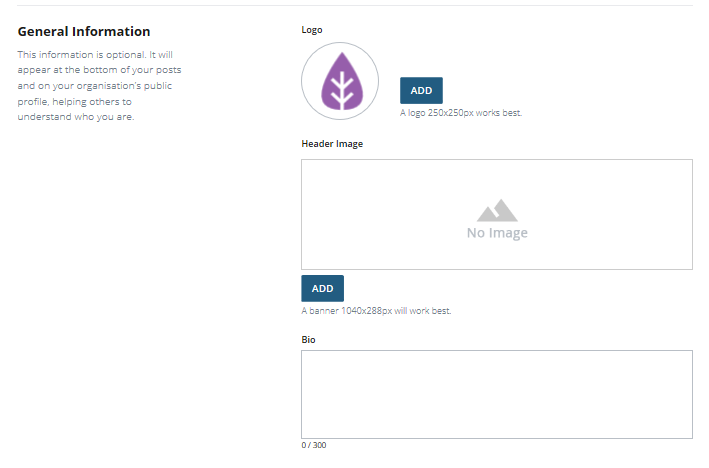 General Information
This information is optional. It will
appear at the bottom of your posts
and on your organisation's public
profile, helping others to
understand who you are.
Logo
ADD
A logo 250x250px works best.
Header Image
No Image
ADD
A banner 1040x288px will work best.
Bio
0 / 300